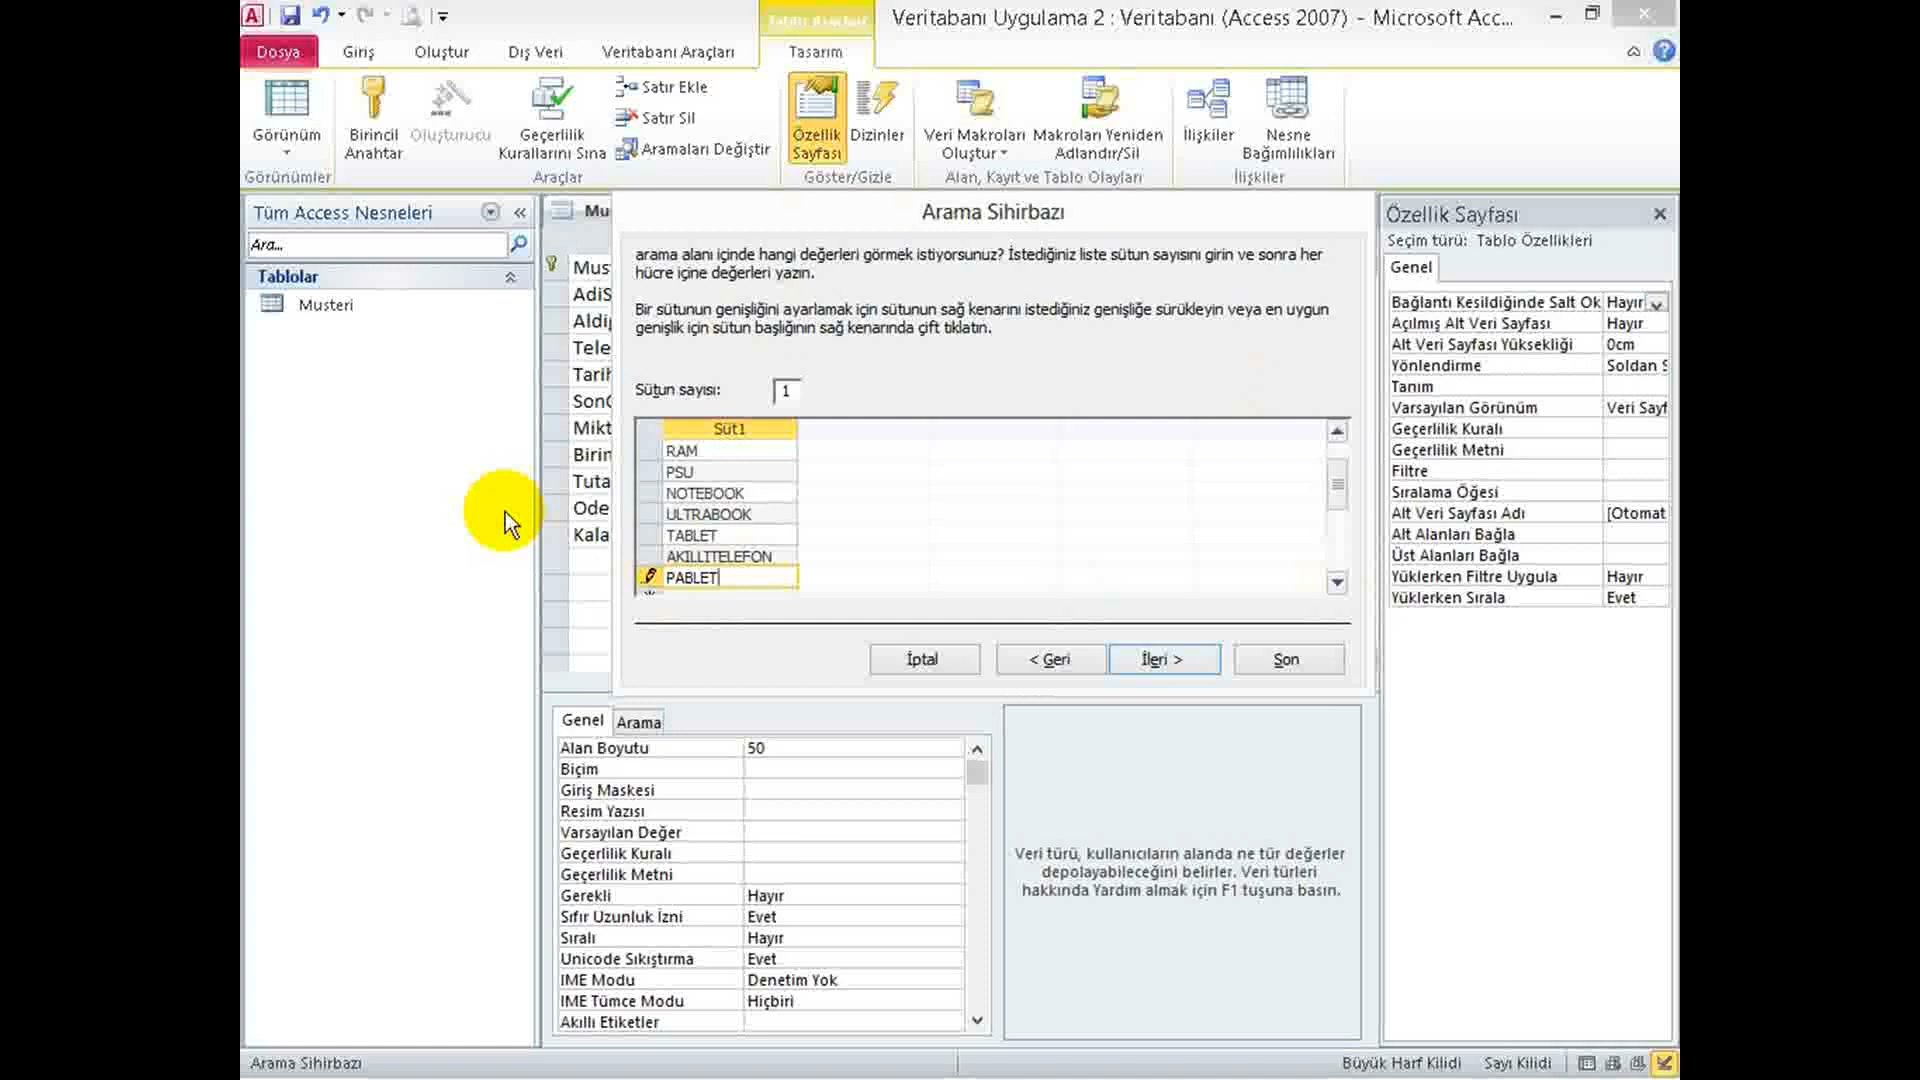 Tablo Araçları
Veritabanı Uygulama 2 : Veritabanı (Access 2007) - Microsoft Acc...
Dosya
Giriş
Oluştur
Dış Veri
Veritabanı Araçları
Tasarım
Görünüm
Birincil Anahtar
Oluşturucu
Geçerlilik Kurallarını Sına
Satır Ekle
Satır Sil
Aramaları Değiştir
Özellik Sayfası
Dizinler
Veri Makroları Oluştur
Makroları Yeniden Adlandır/Sil
İlişkiler
Nesne Bağımlılıkları
Görünümler
Araçlar
Göster/Gizle
Alan, Kayıt ve Tablo Olayları
İlişkiler
Tüm Access Nesneleri
Ara...
Tablolar
Musteri
Mu
Mus
AdiS
Aldig
Tele
Tarih
SonO
Mikt
Birin
Tuta
Ode
Kala
Arama Sihirbazı
arama alanı içinde hangi değerleri görmek istiyorsunuz? İstediğiniz liste sütun sayısını girin ve sonra her
hücre içine değerleri yazın.
Bir sütunun genişliğini ayarlamak için sütunun sağ kenarını istediğiniz genişliğe sürükleyin veya en uygun
genişlik için sütun başlığının sağ kenarında çift tıklatın.
Sütun sayısı: 1
Süt1
RAM
PSU
NOTEBOOK
ULTRABOOK
TABLET
AKILLITELEFON
PABLET
İptal
< Geri
İleri >
Son
Genel
Arama
Alan Boyutu 50
Biçim
Giriş Maskesi
Resim Yazısı
Varsayılan Değer
Geçerlilik Kuralı
Geçerlilik Metni
Gerekli Hayır
Sıfır Uzunluk İzni Evet
Sıralı Hayır
Unicode Sıkıştırma Evet
IME Modu Denetim Yok
IME Tümce Modu Hiçbiri
Akıllı Etiketler
Veri türü, kullanıcıların alanda ne tür değerler
depolayabileceğini belirler. Veri türleri
hakkında Yardım almak için F1 tuşuna basın.
Özellik Sayfası
Seçim türü: Tablo Özellikleri
Genel
Bağlantı Kesildiğinde Salt Ok Hayır
Açılmış Alt Veri Sayfası Hayır
Alt Veri Sayfası Yüksekliği 0cm
Yönlendirme Soldan S
Tanım
Varsayılan Görünüm Veri Sayf
Geçerlilik Kuralı
Geçerlilik Metni
Filtre
Sıralama Öğesi
Alt Veri Sayfası Adı [Otomat
Alt Alanları Bağla
Üst Alanları Bağla
Yüklerken Filtre Uygula Hayır
Yüklerken Sırala Evet
Arama Sihirbazı
Büyük Harf Kilidi
Sayı Kilidi